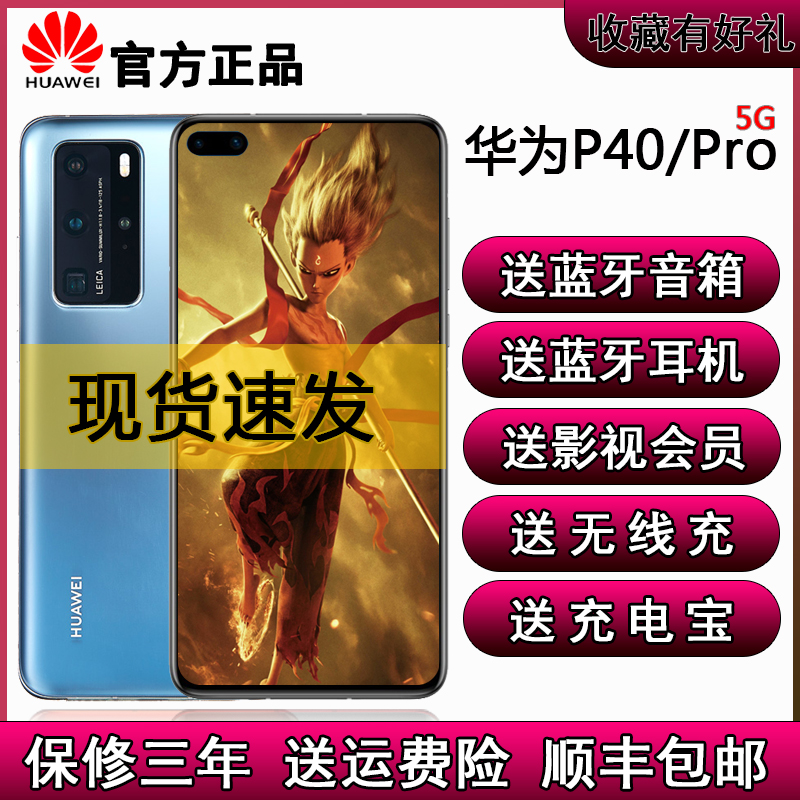 HUAWEI
官方正品
收藏有好礼
5G
华为P40/Pro
LEICA
送蓝牙音箱
送蓝牙耳机
送影视会员
送无线充
送充电宝
现货速发
HUAWEI
保修三年 送运费险 顺丰包邮